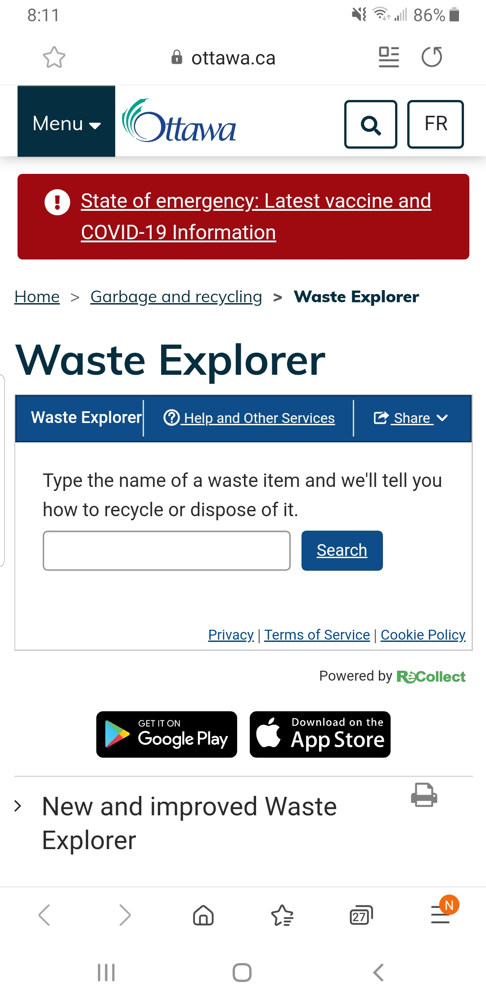 8:11
86%
ottawa.ca
Menu
Ottawa
FR
State of emergency: Latest vaccine and
COVID-19 Information
Home > Garbage and recycling > Waste Explorer
Waste Explorer
Waste Explorer
Help and Other Services
Share
Type the name of a waste item and we'll tell you
how to recycle or dispose of it.
Search
Privacy | Terms of Service | Cookie Policy
Powered by ReCollect
GET IT ON
Google Play
Download on the
App Store
New and improved Waste
Explorer
27
N